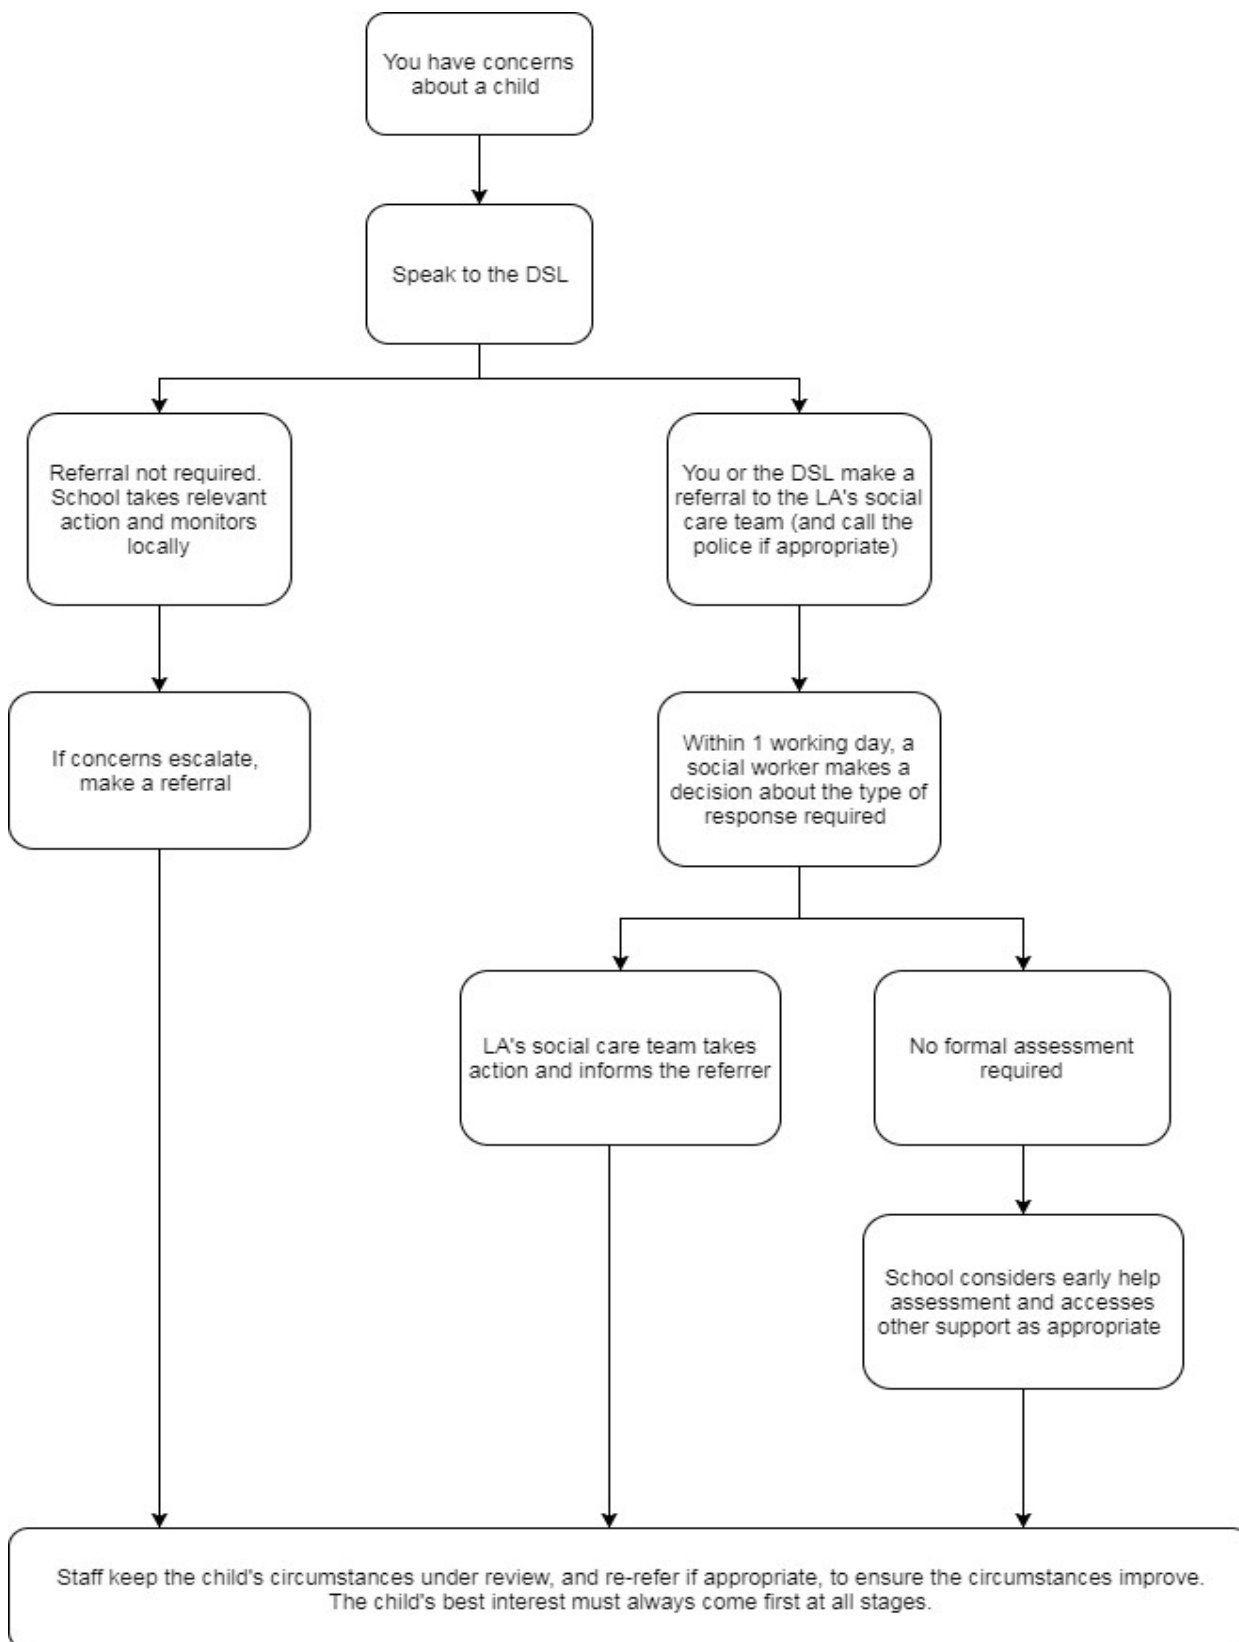 You have concerns
about a child
Speak to the DSL
Referral not required.
School takes relevant
action and monitors
locally
You or the DSL make a
referral to the LA's social
care team (and call the
police if appropriate)
If concerns escalate,
make a referral
Within 1 working day, a
social worker makes a
decision about the type of
response required
LA's social care team takes
action and informs the referrer
No formal assessment
required
School considers early help
assessment and accesses
other support as appropriate
Staff keep the child's circumstances under review, and re-refer if appropriate, to ensure the circumstances improve.
The child's best interest must always come first at all stages.